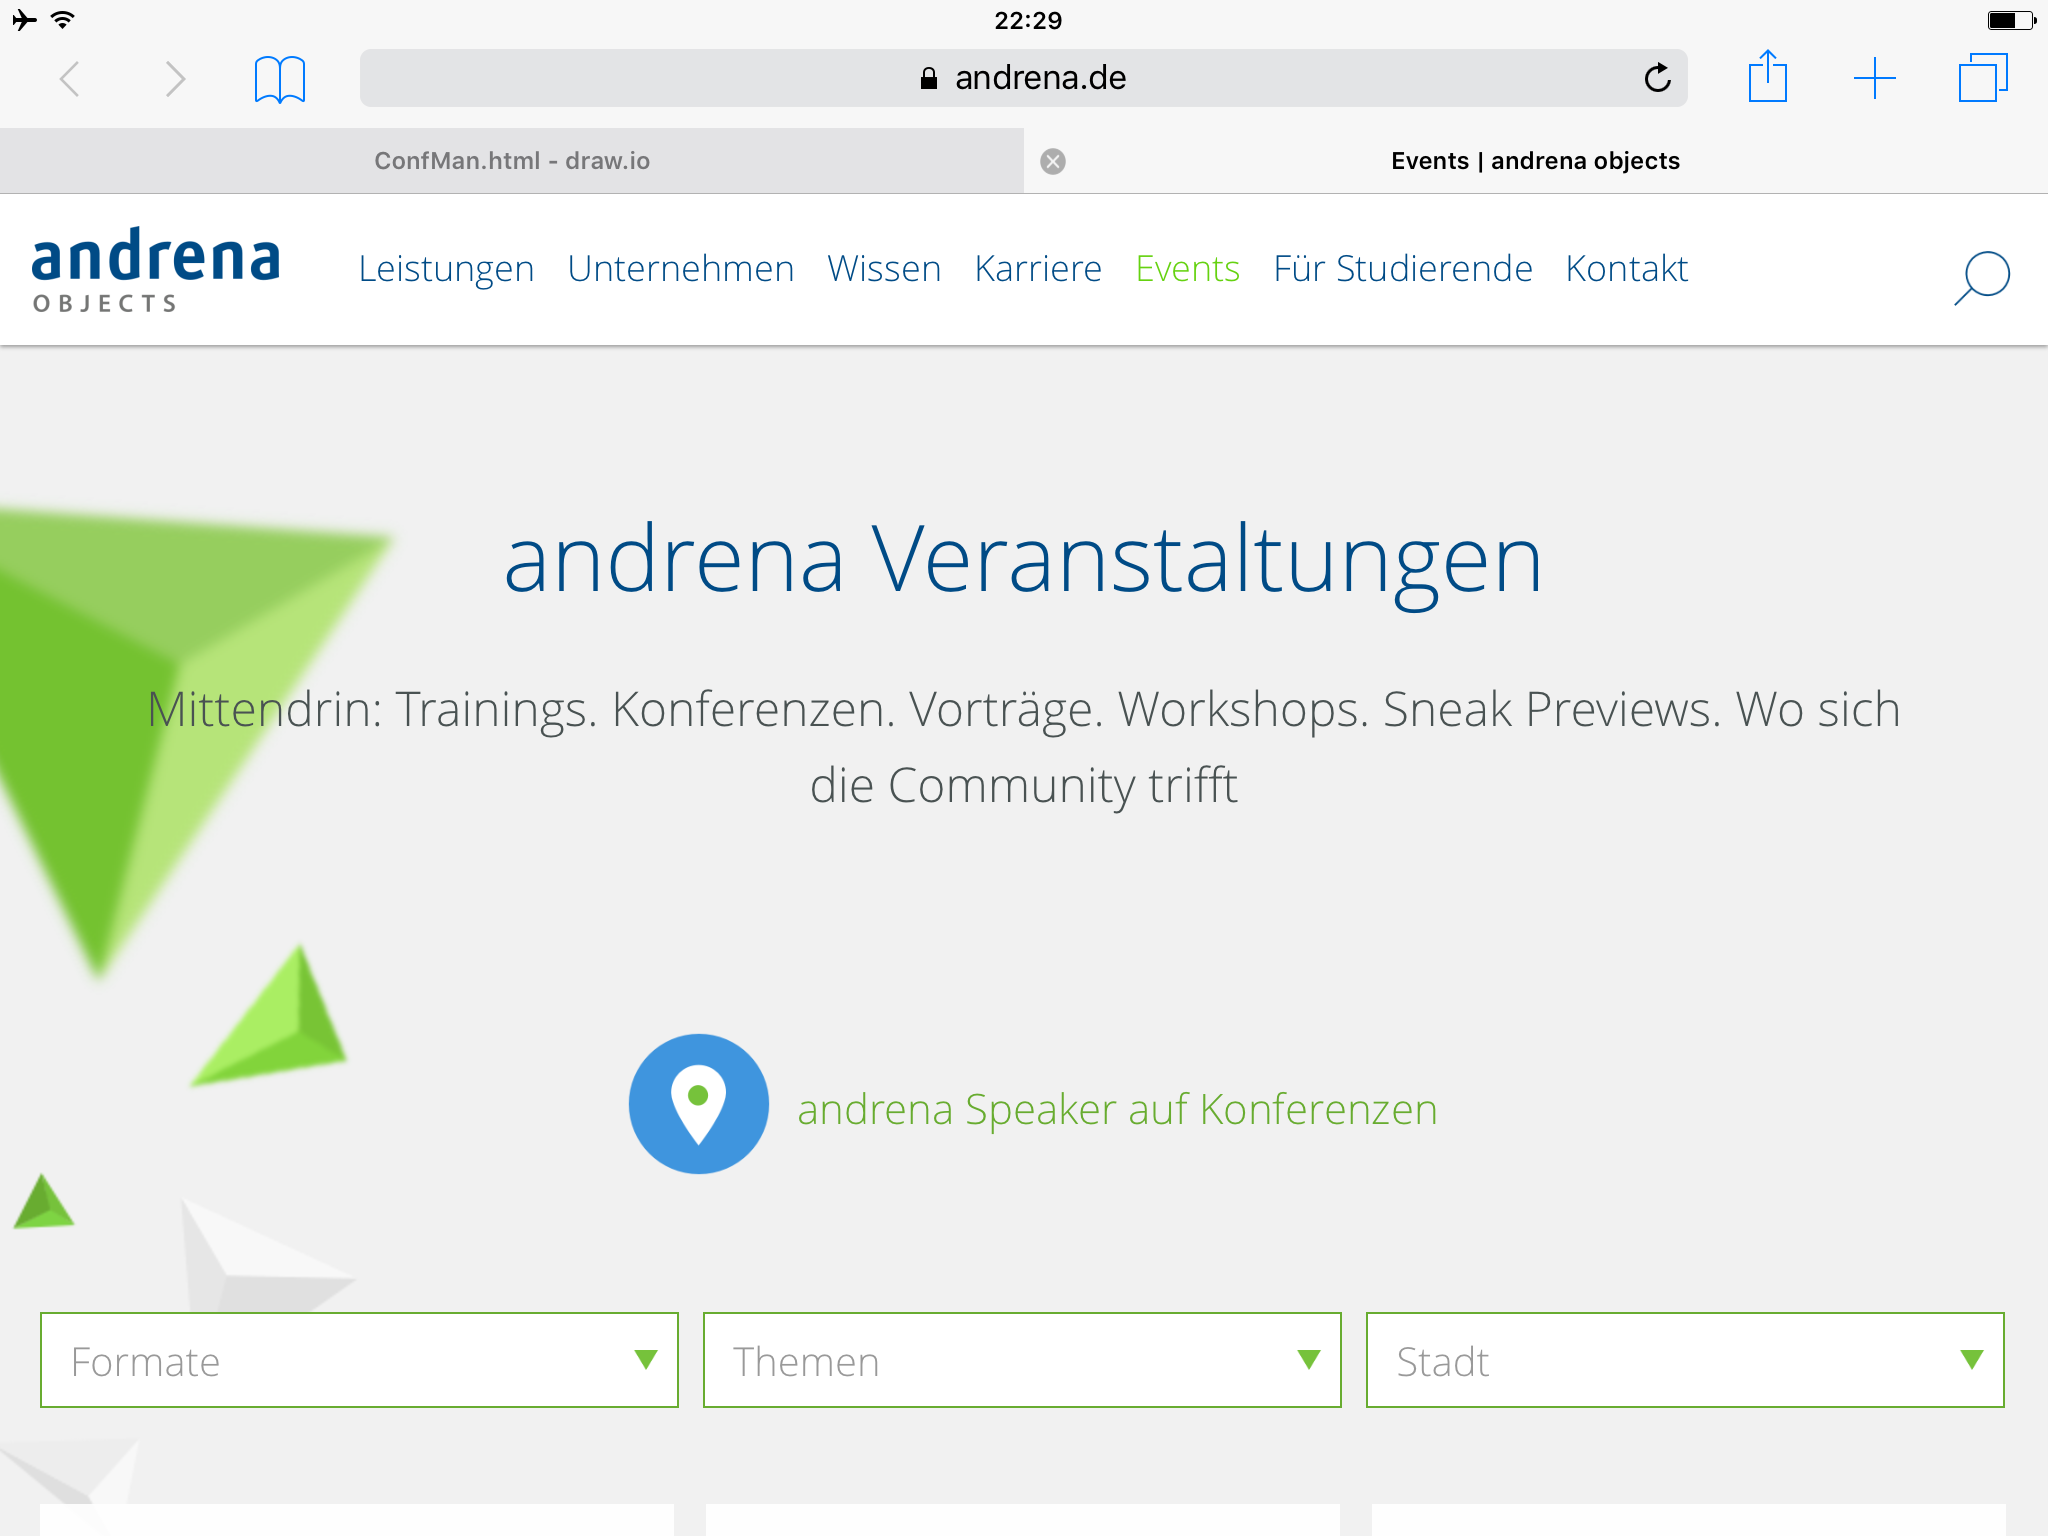 22:29
andrena.de
ConfMan.html - draw.io
Events | andrena objects
andrena
OBJECTS
Leistungen Unternehmen Wissen Karriere Events Für Studierende Kontakt
andrena Veranstaltungen
Mittendrin: Trainings. Konferenzen. Vorträge. Workshops. Sneak Previews. Wo sich
die Community trifft
andrena Speaker auf Konferenzen
Formate
Themen
Stadt